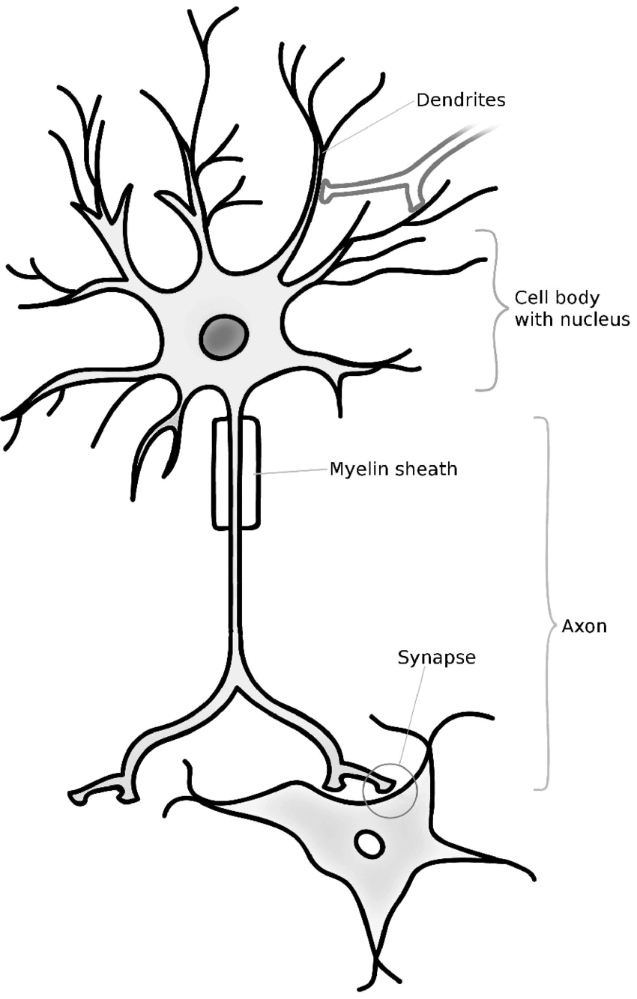 Dendrites
Cell body
with nucleus
Myelin sheath
Axon
Synapse